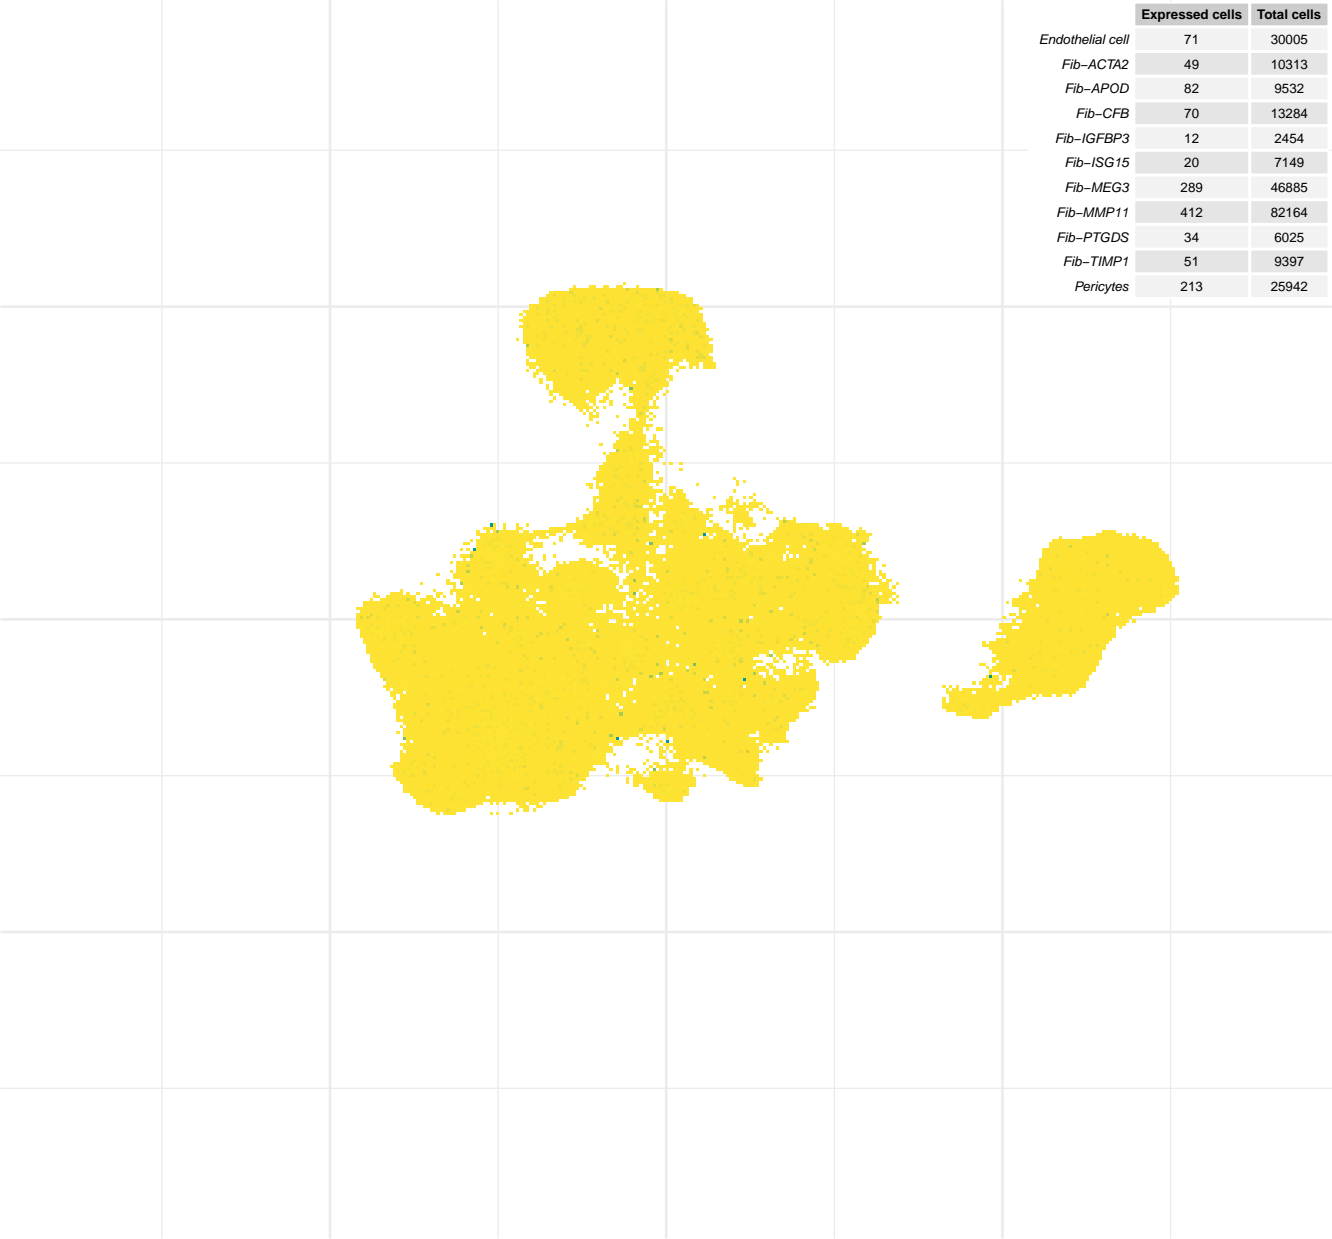 Expressed cells Total cells
Endothelial cell 71 30005
Fib−ACTA2 49 10313
Fib−APOD 82 9532
Fib−CFB 70 13284
Fib−IGFBP3 12 2454
Fib−ISG15 20 7149
Fib−MEG3 289 46885
Fib−MMP11 412 82164
Fib−PTGDS 34 6025
Fib−TIMP1 51 9397
Pericytes 213 25942